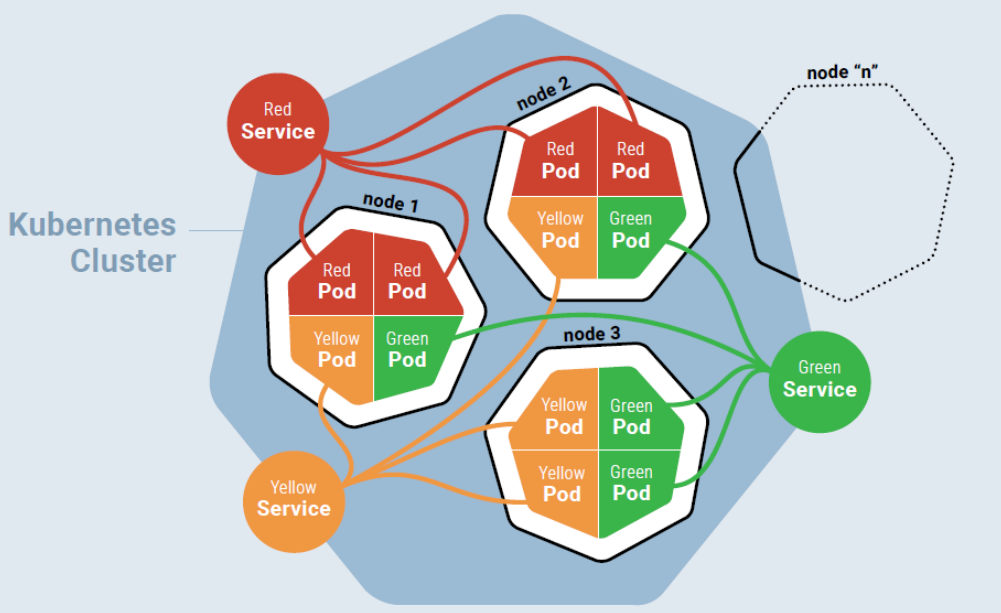 Kubernetes
Cluster
Red
Service
node 1
Red
Pod
Red
Pod
Yellow
Pod
Green
Pod
node 2
Red
Pod
Red
Pod
Yellow
Pod
Green
Pod
node 3
Yellow
Pod
Green
Pod
Yellow
Pod
Green
Pod
node “n”
Yellow
Service
Green
Service